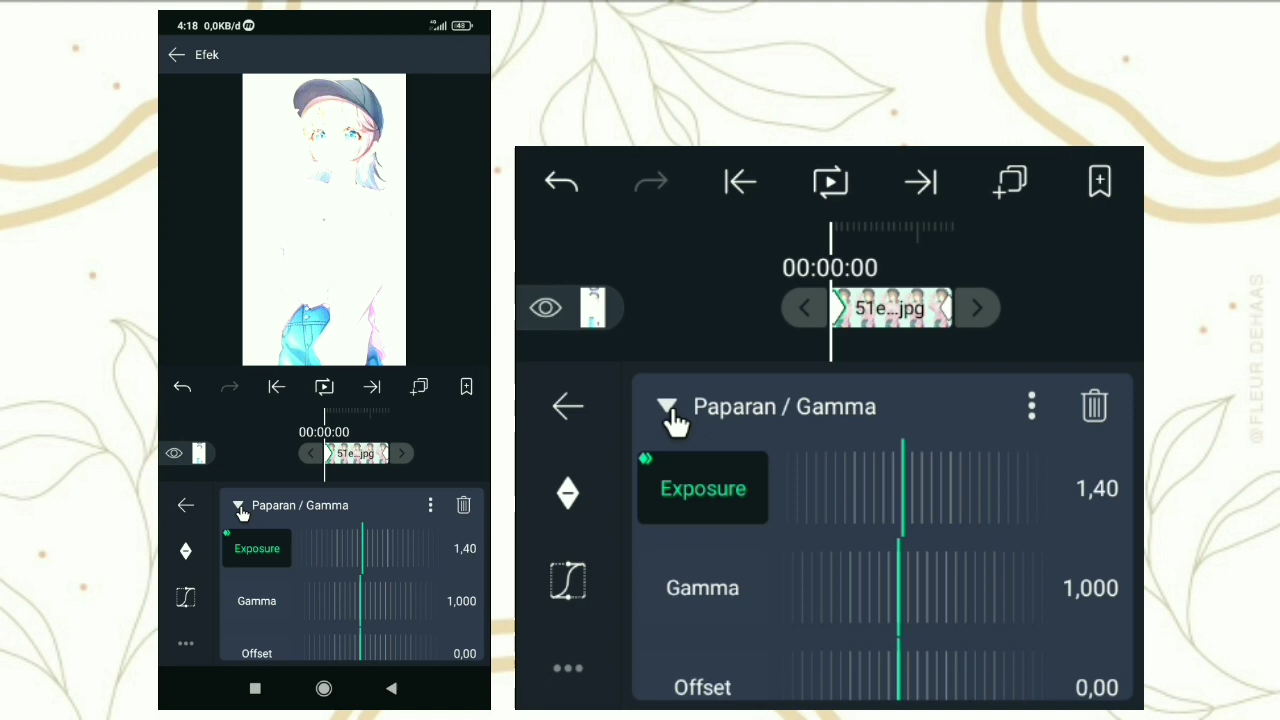 4:18 0,0KB/d m 4G 48
Efek
00:00:00
51e...jpg
Paparan / Gamma
Exposure 1,40
Gamma 1,000
Offset 0,00
00:00:00
51e...jpg
Paparan / Gamma
Exposure 1,40
Gamma 1,000
Offset 0,00
@FLEUR DEHAAS